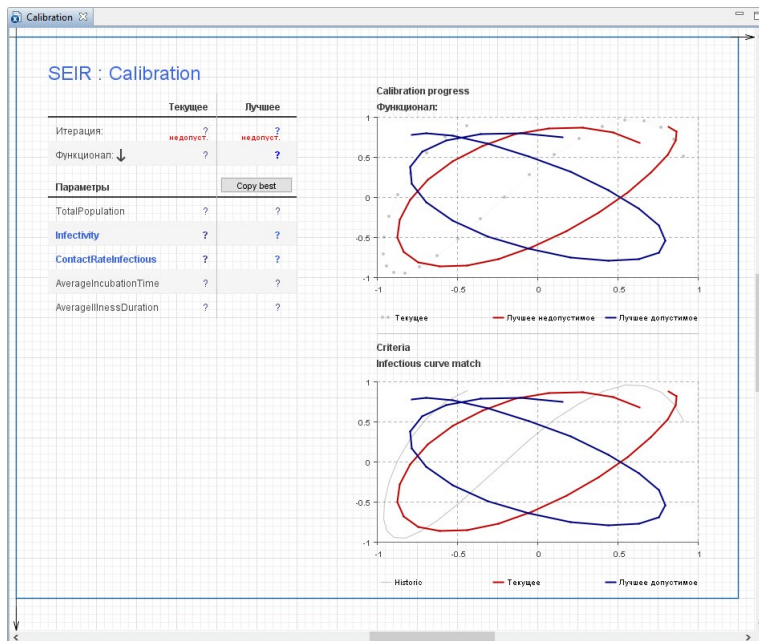 Calibration
SEIR : Calibration
Текущее Лучшее
Итерация: ? ?
недопуст. недопуст.
Функционал: ? ?
Параметры Copy best
TotalPopulation ? ?
Infectivity ? ?
ContactRateInfectious ? ?
AverageIncubationTime ? ?
AverageIllnessDuration ? ?
Calibration progress
Функционал:
1
0.5
0
-0.5
-1
-1 -0.5 0 0.5 1
Текущее Лучшее недопустимое Лучшее допустимое
Criteria
Infectious curve match
1
0.5
0
-0.5
-1
-1 -0.5 0 0.5 1
Historic Текущее Лучшее допустимое